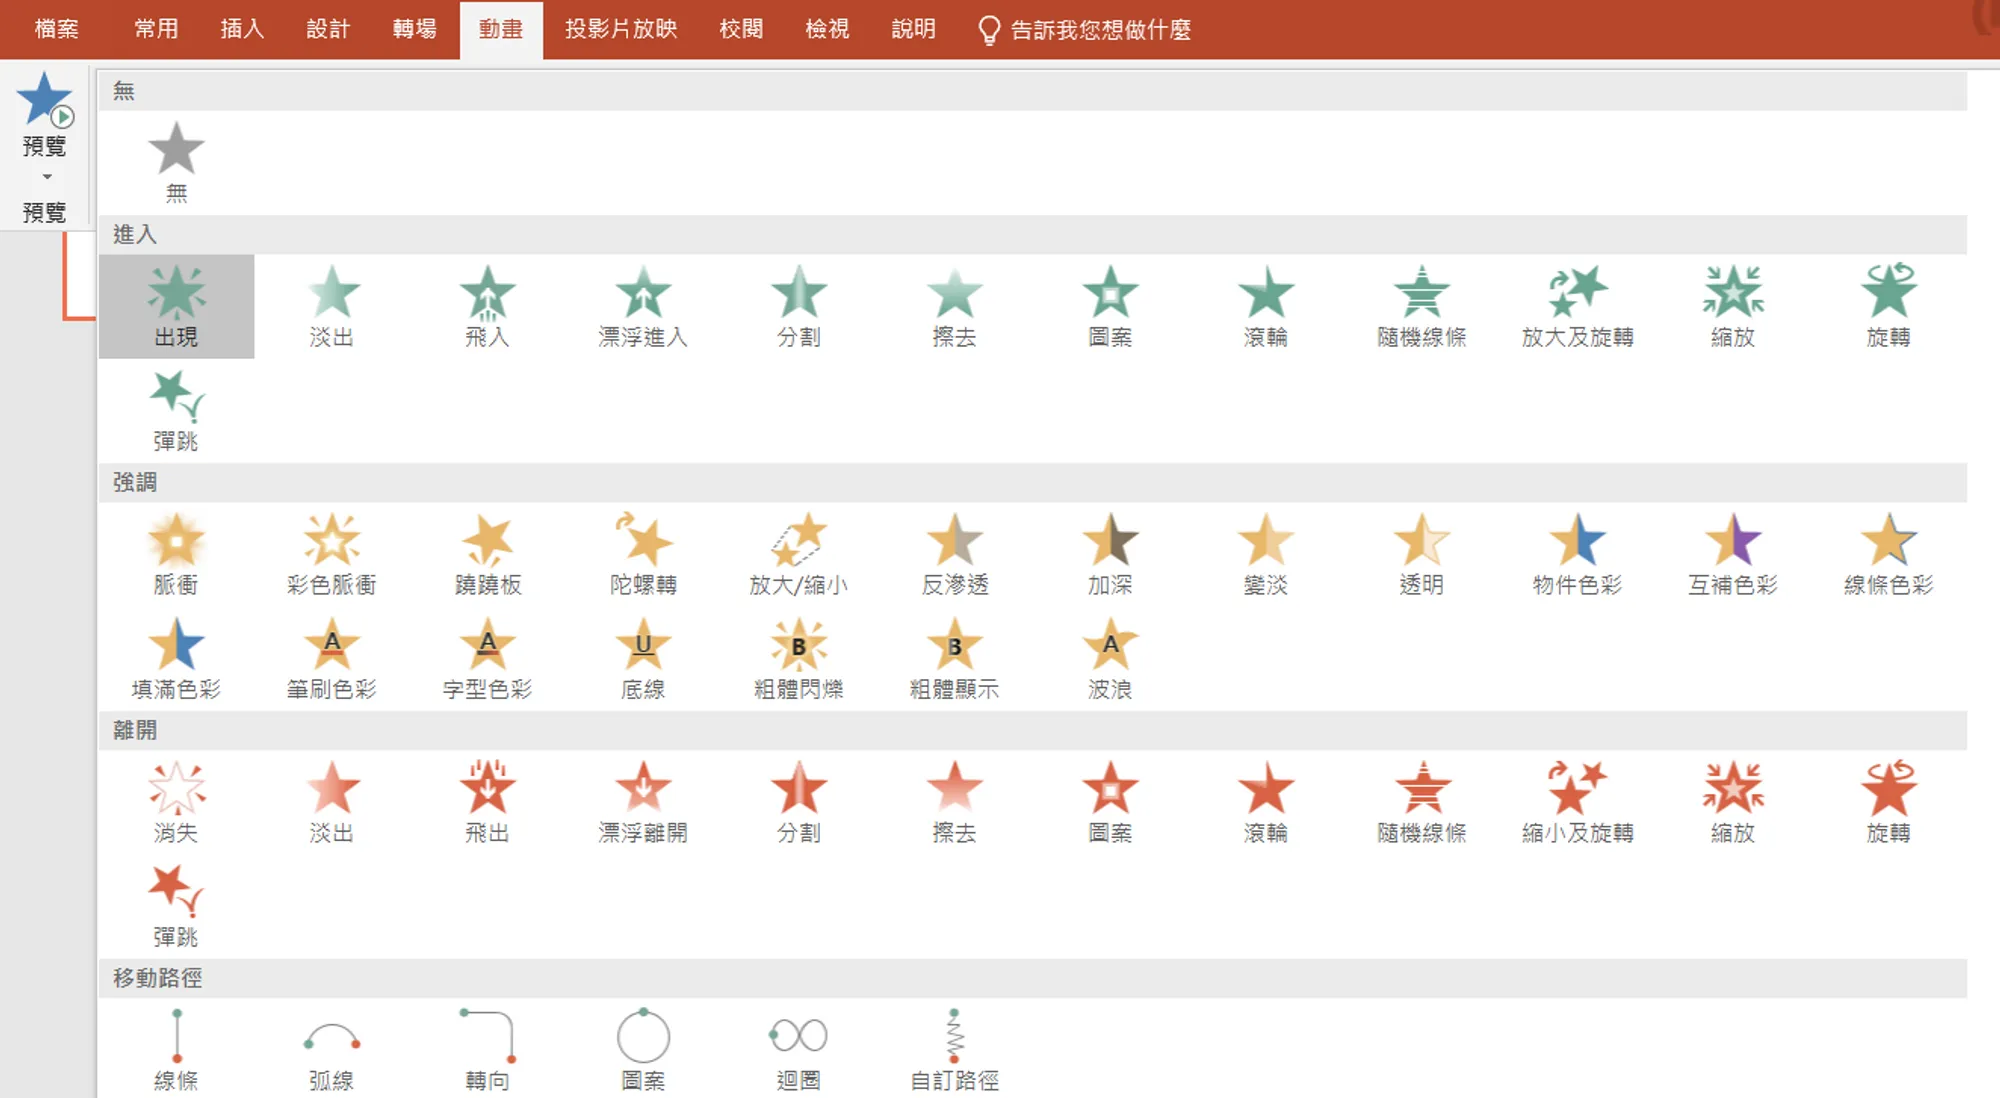 檔案 常用 插入 設計 轉場 動畫 投影片放映 校閱 檢視 說明 告訴我您想做什麼
預覽
預覽
無
無
進入
出現 淡出 飛入 漂浮進入 分割 擦去 圖案 滾輪 隨機線條 放大及旋轉 縮放 旋轉
彈跳
強調
脈衝 彩色脈衝 蹺蹺板 陀螺轉 放大/縮小 反滲透 加深 變淡 透明 物件色彩 互補色彩 線條色彩
A A U B B A
填滿色彩 筆刷色彩 字型色彩 底線 粗體閃爍 粗體顯示 波浪
離開
消失 淡出 飛出 漂浮離開 分割 擦去 圖案 滾輪 隨機線條 縮小及旋轉 縮放 旋轉
彈跳
移動路徑
線條 弧線 轉向 圖案 迴圈 自訂路徑